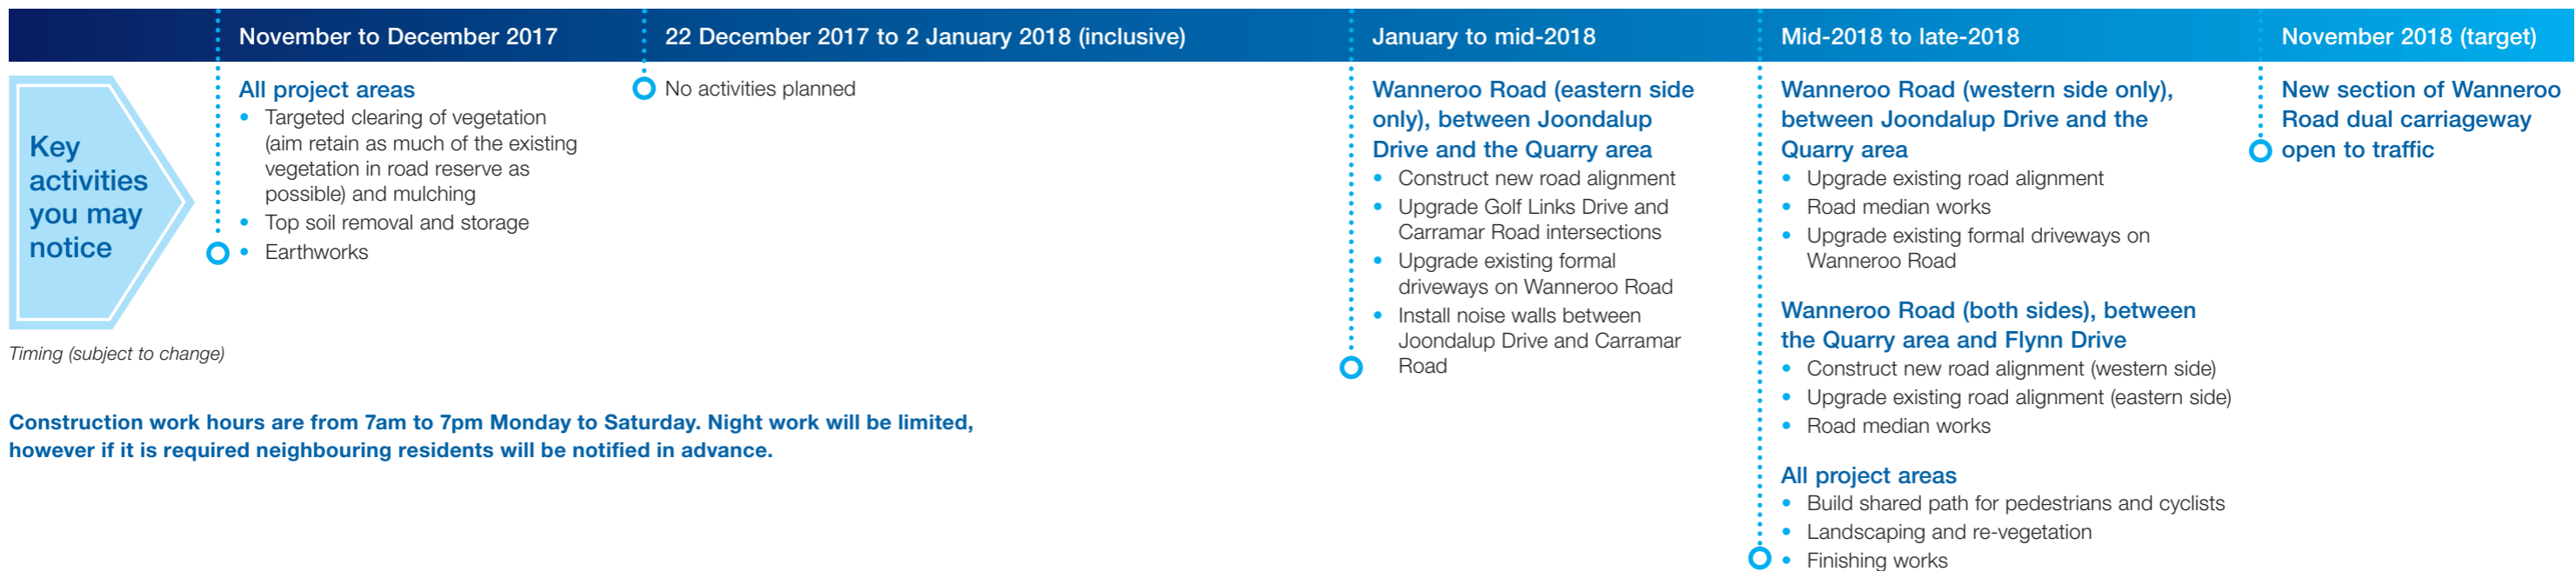 November to December 2017
22 December 2017 to 2 January 2018 (inclusive)
January to mid-2018
Mid-2018 to late-2018
November 2018 (target)
Key
activities
you may
notice
Timing (subject to change)
All project areas
• Targeted clearing of vegetation
(aim retain as much of the existing
vegetation in road reserve as
possible) and mulching
• Top soil removal and storage
• Earthworks
No activities planned
Wanneroo Road (eastern side
only), between Joondalup
Drive and the Quarry area
• Construct new road alignment
• Upgrade Golf Links Drive and
Carramar Road intersections
• Upgrade existing formal
driveways on Wanneroo Road
• Install noise walls between
Joondalup Drive and Carramar
Road
Wanneroo Road (western side only),
between Joondalup Drive and the
Quarry area
• Upgrade existing road alignment
• Road median works
• Upgrade existing formal driveways on
Wanneroo Road
Wanneroo Road (both sides), between
the Quarry area and Flynn Drive
• Construct new road alignment (western side)
• Upgrade existing road alignment (eastern side)
• Road median works
All project areas
• Build shared path for pedestrians and cyclists
• Landscaping and re-vegetation
• Finishing works
New section of Wanneroo
Road dual carriageway
open to traffic
Construction work hours are from 7am to 7pm Monday to Saturday. Night work will be limited,
however if it is required neighbouring residents will be notified in advance.